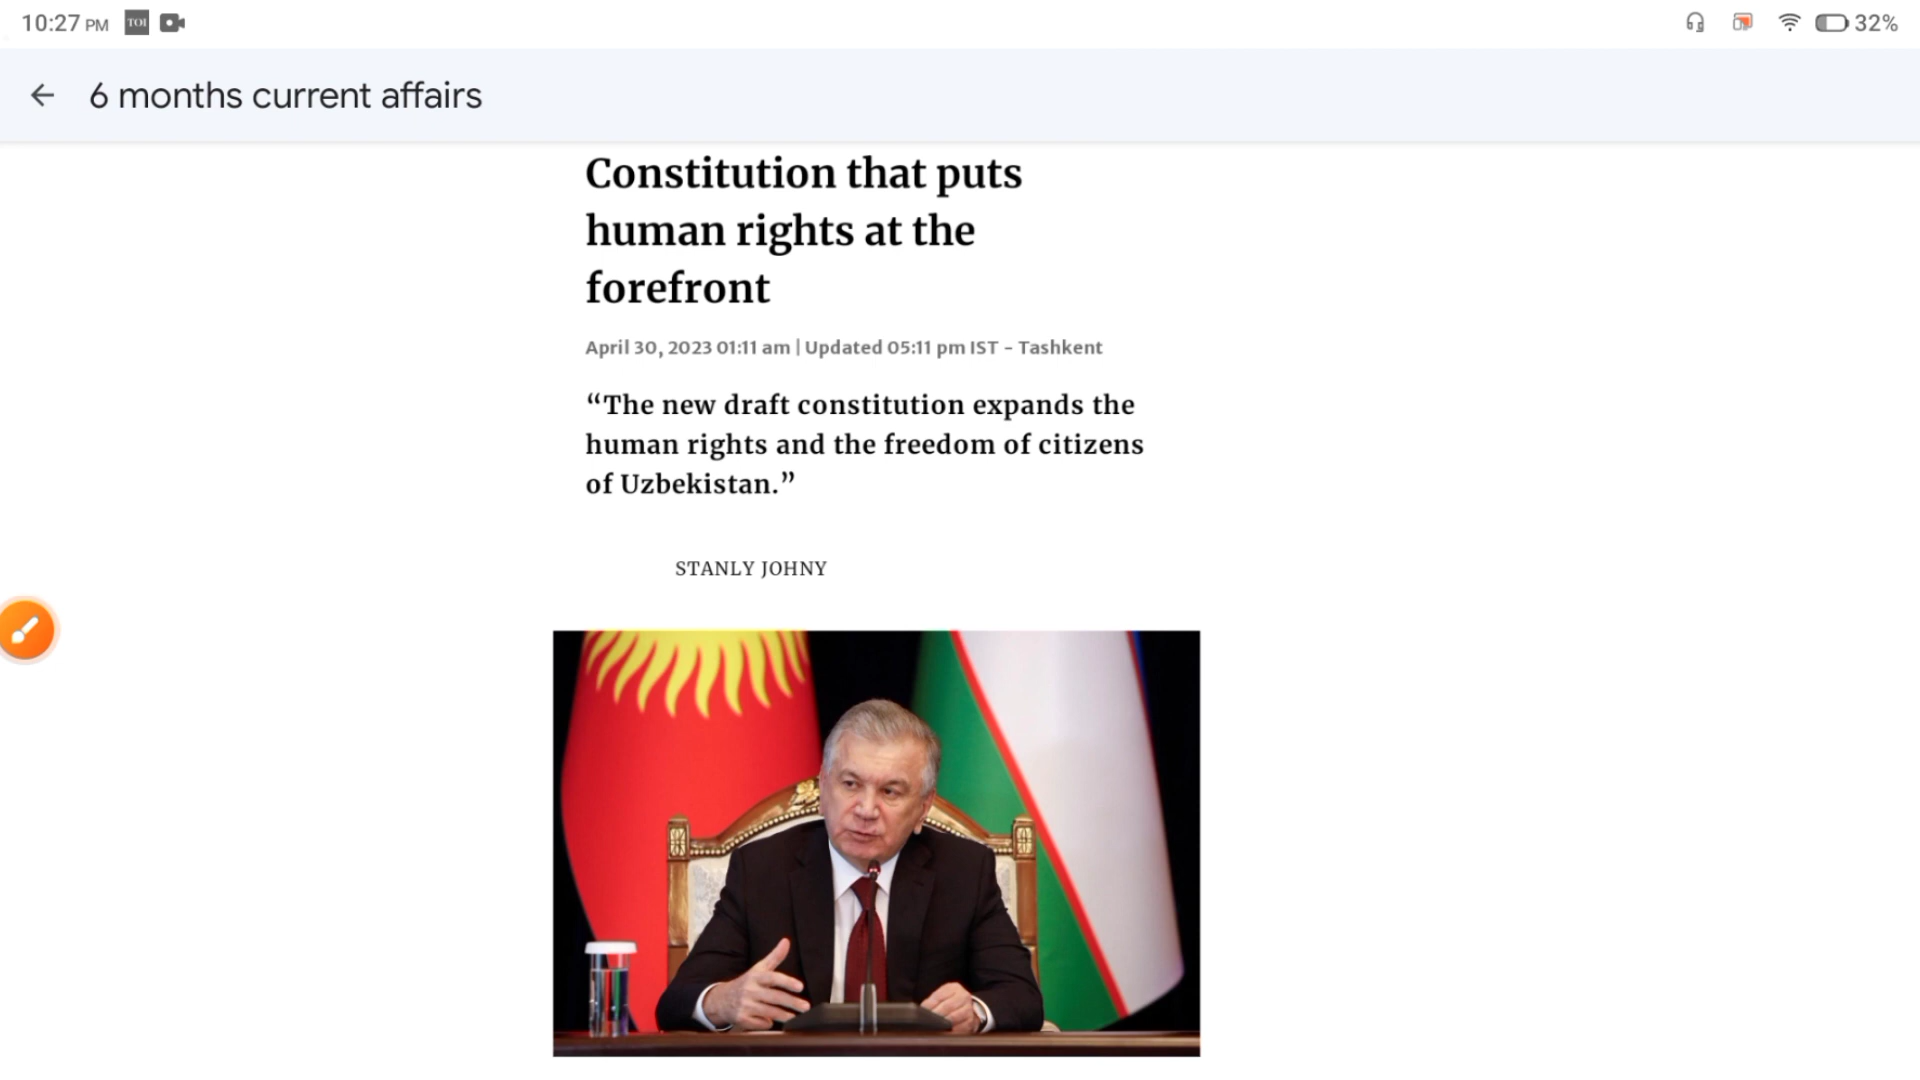 10:27 PM TOI
32%
6 months current affairs
Constitution that puts
human rights at the
forefront
April 30, 2023 01:11 am | Updated 05:11 pm IST - Tashkent
“The new draft constitution expands the
human rights and the freedom of citizens
of Uzbekistan.”
STANLY JOHNY